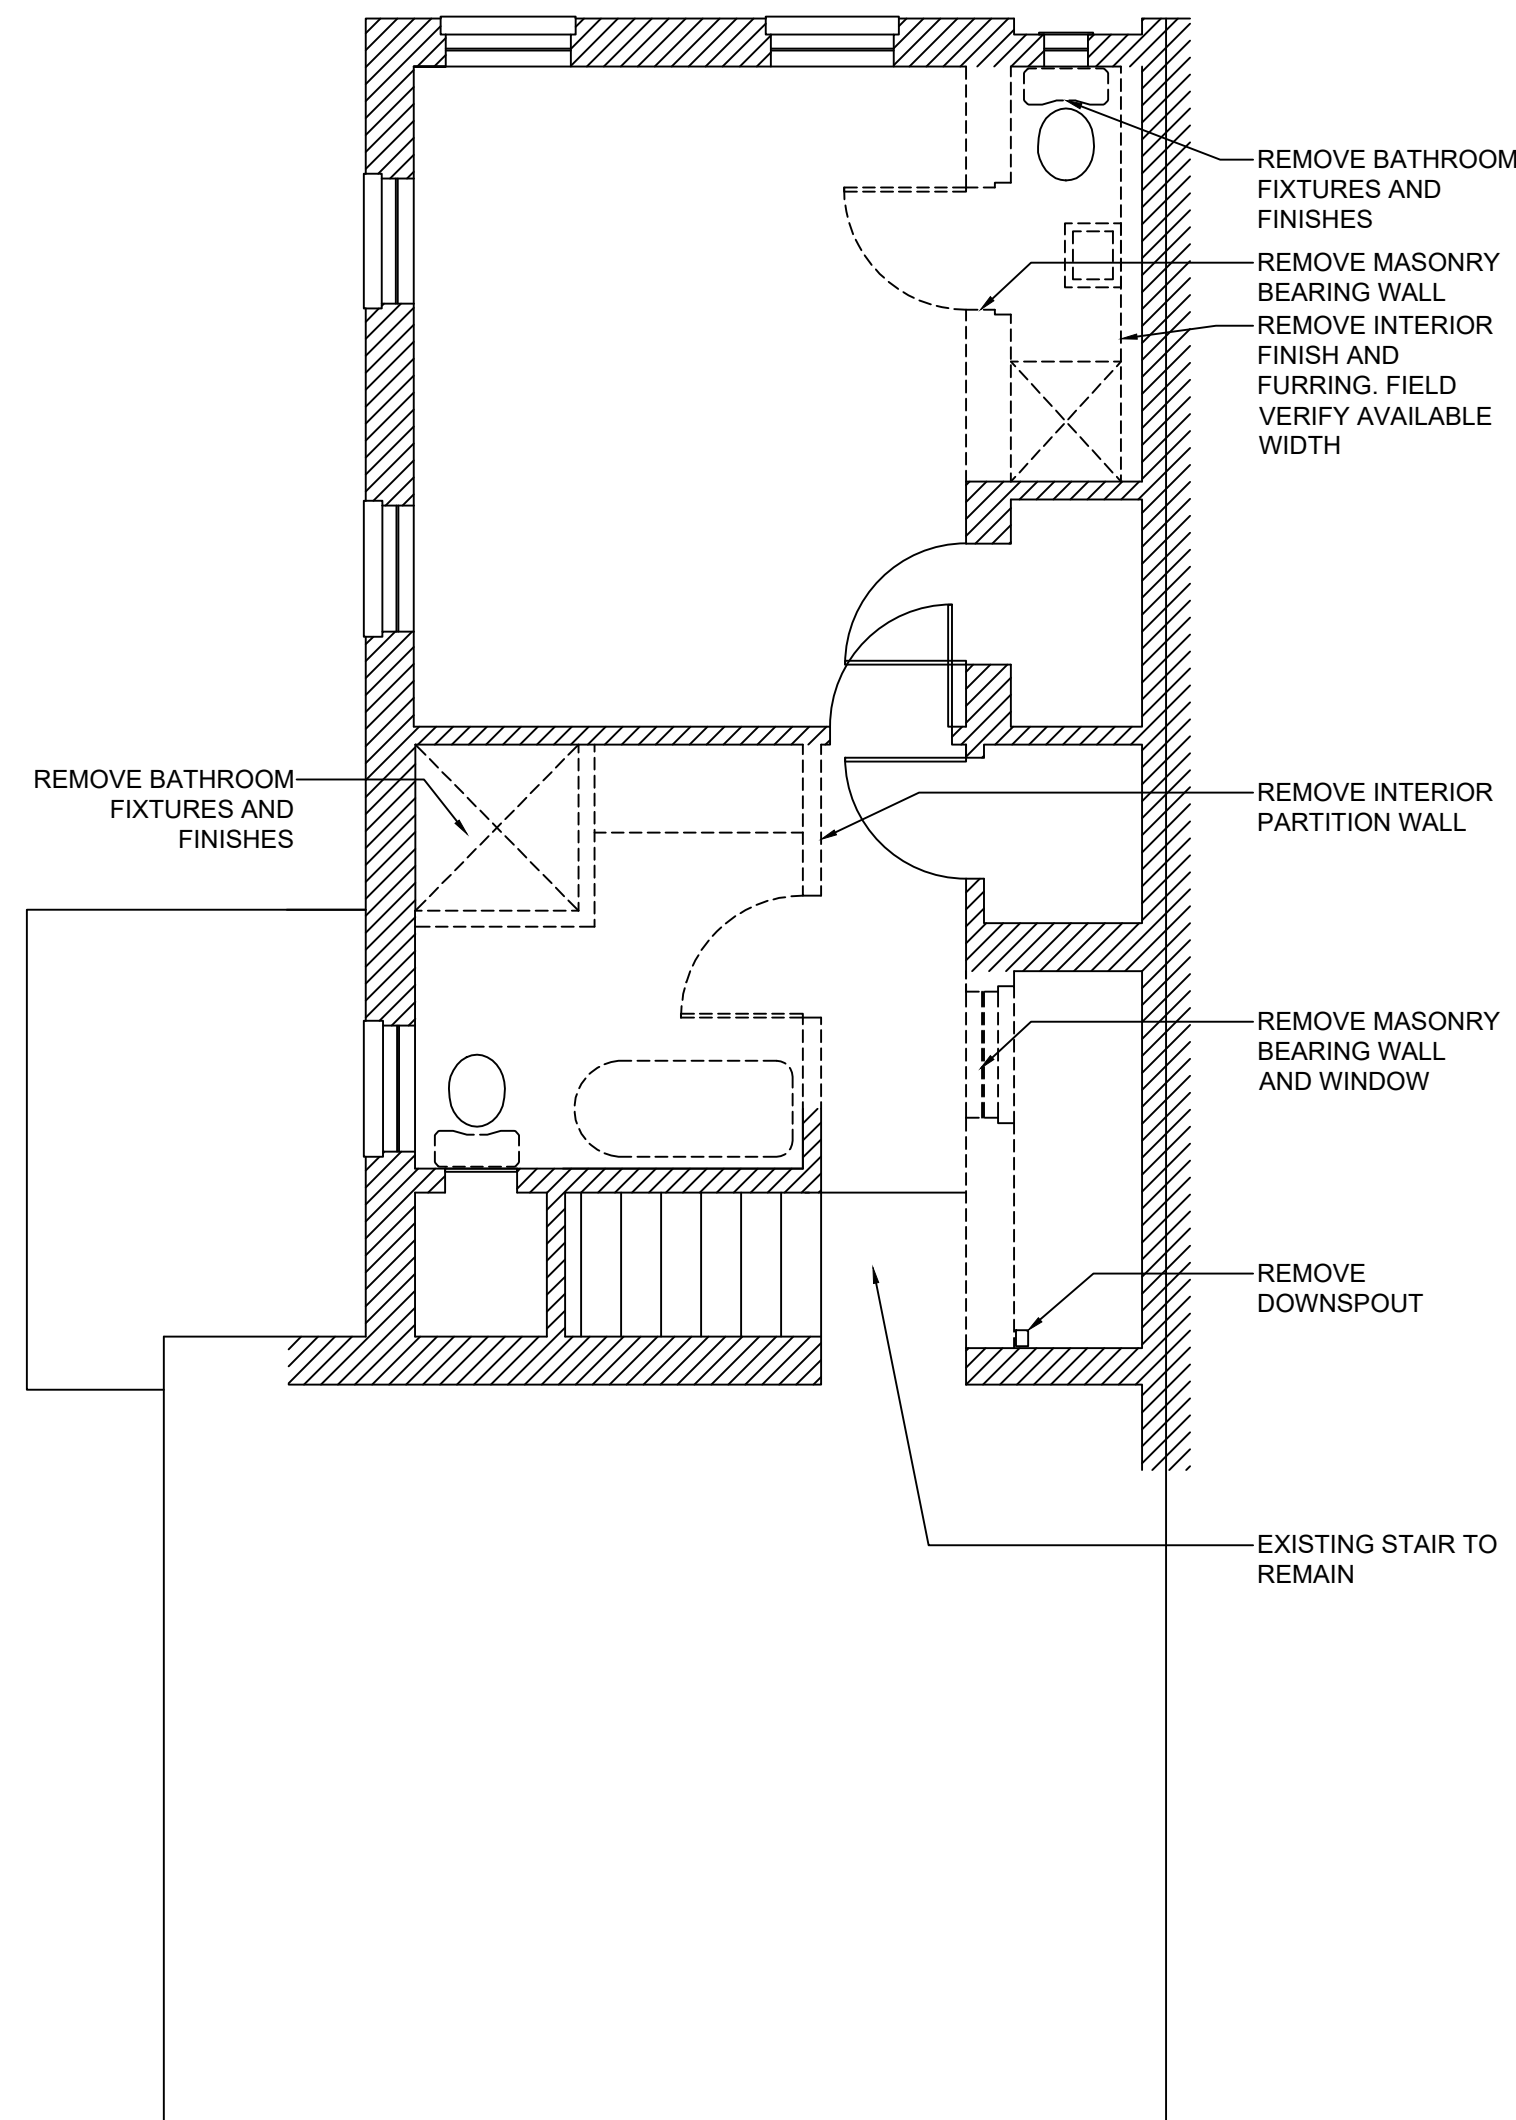 REMOVE BATHROOM
FIXTURES AND
FINISHES
REMOVE MASONRY
BEARING WALL
REMOVE INTERIOR
FINISH AND
FURRING. FIELD
VERIFY AVAILABLE
WIDTH
REMOVE BATHROOM
FIXTURES AND
FINISHES
REMOVE INTERIOR
PARTITION WALL
REMOVE MASONRY
BEARING WALL
AND WINDOW
REMOVE
DOWNSPOUT
EXISTING STAIR TO
REMAIN